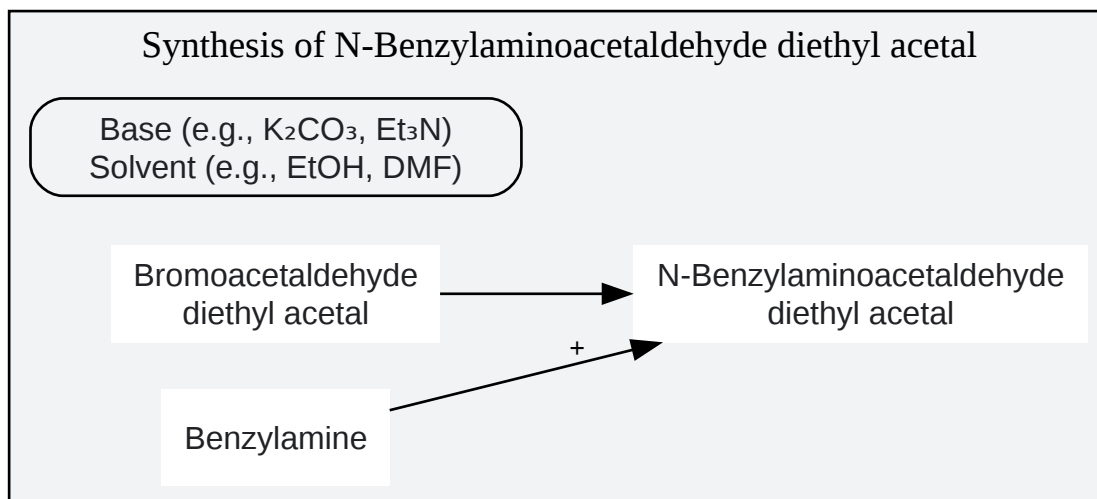 Synthesis of N-Benzylaminoacetaldehyde diethyl acetal
Base (e.g., K₂CO₃, Et₃N)
Solvent (e.g., EtOH, DMF)
Bromoacetaldehyde
diethyl acetal
N-Benzylaminoacetaldehyde
diethyl acetal
+
Benzylamine